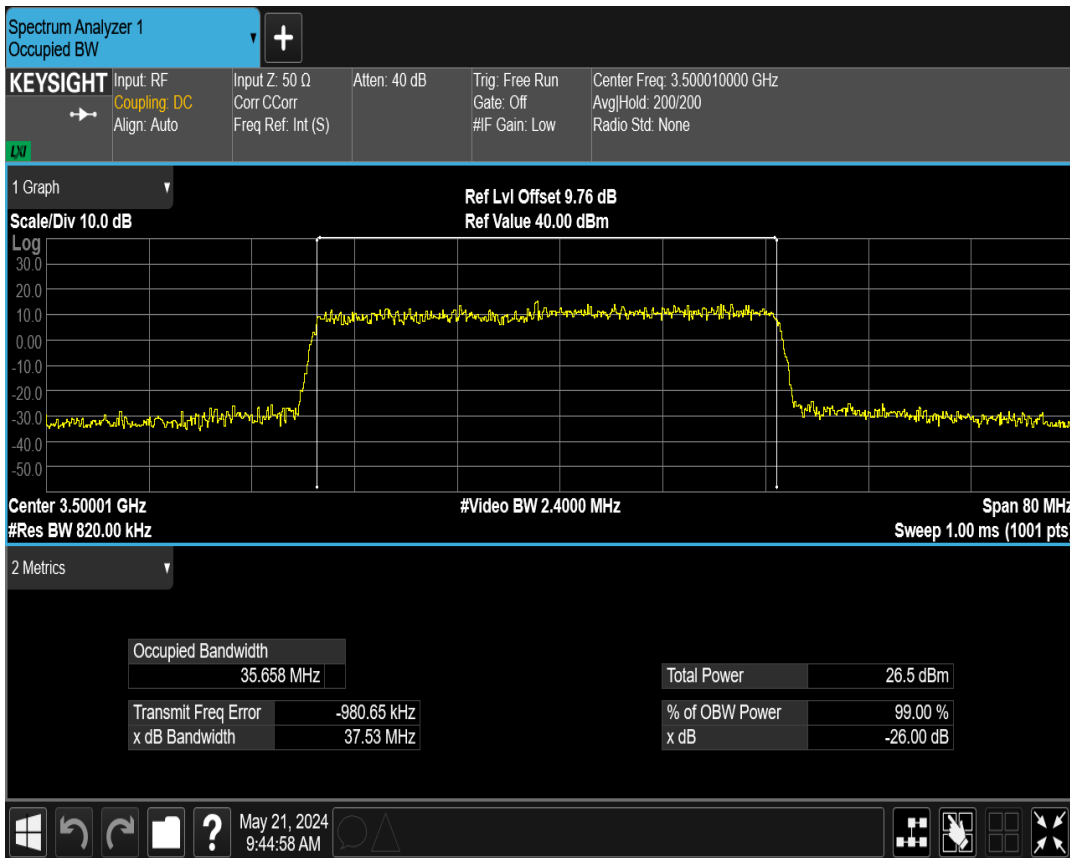 Spectrum Analyzer 1
Occupied BW
KEYSIGHT
LXI
Input: RF
Coupling: DC
Align: Auto
Input Z: 50 Ω
Corr CCorr
Freq Ref: Int (S)
Atten: 40 dB
Trig: Free Run
Gate: Off
#IF Gain: Low
Center Freq: 3.500010000 GHz
Avg|Hold: 200/200
Radio Std: None
1 Graph
Scale/Div 10.0 dB
Ref Lvl Offset 9.76 dB
Ref Value 40.00 dBm
Log
30.0
20.0
10.0
0.00
-10.0
-20.0
-30.0
-40.0
-50.0
Center 3.50001 GHz
#Video BW 2.4000 MHz
Span 80 MHz
#Res BW 820.00 kHz
Sweep 1.00 ms (1001 pts)
2 Metrics
Occupied Bandwidth
35.658 MHz
Total Power 26.5 dBm
Transmit Freq Error -980.65 kHz
% of OBW Power 99.00 %
x dB Bandwidth 37.53 MHz
x dB -26.00 dB
?
May 21, 2024
9:44:58 AM